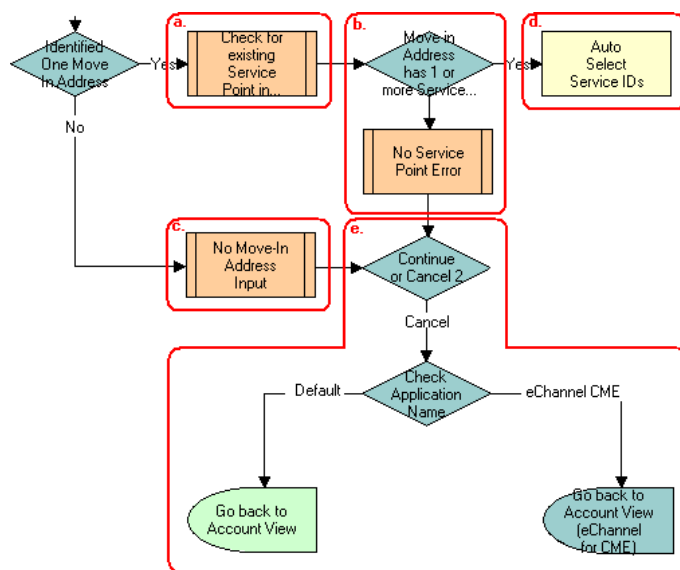 a.
b.
d.
Identified
One Move
In Address
Yes
Check for
existing
Service
Point in...
Move in
Address
has 1 or
more Service...
Yes
Auto
Select
Service IDs
No
No Service
Point Error
c.
e.
No Move-In
Address
Input
Continue
or Cancel 2
Cancel
Check
Application
Name
Default
eChannel CME
Go back to
Account View
Go back to
Account View
(eChannel
for CME)